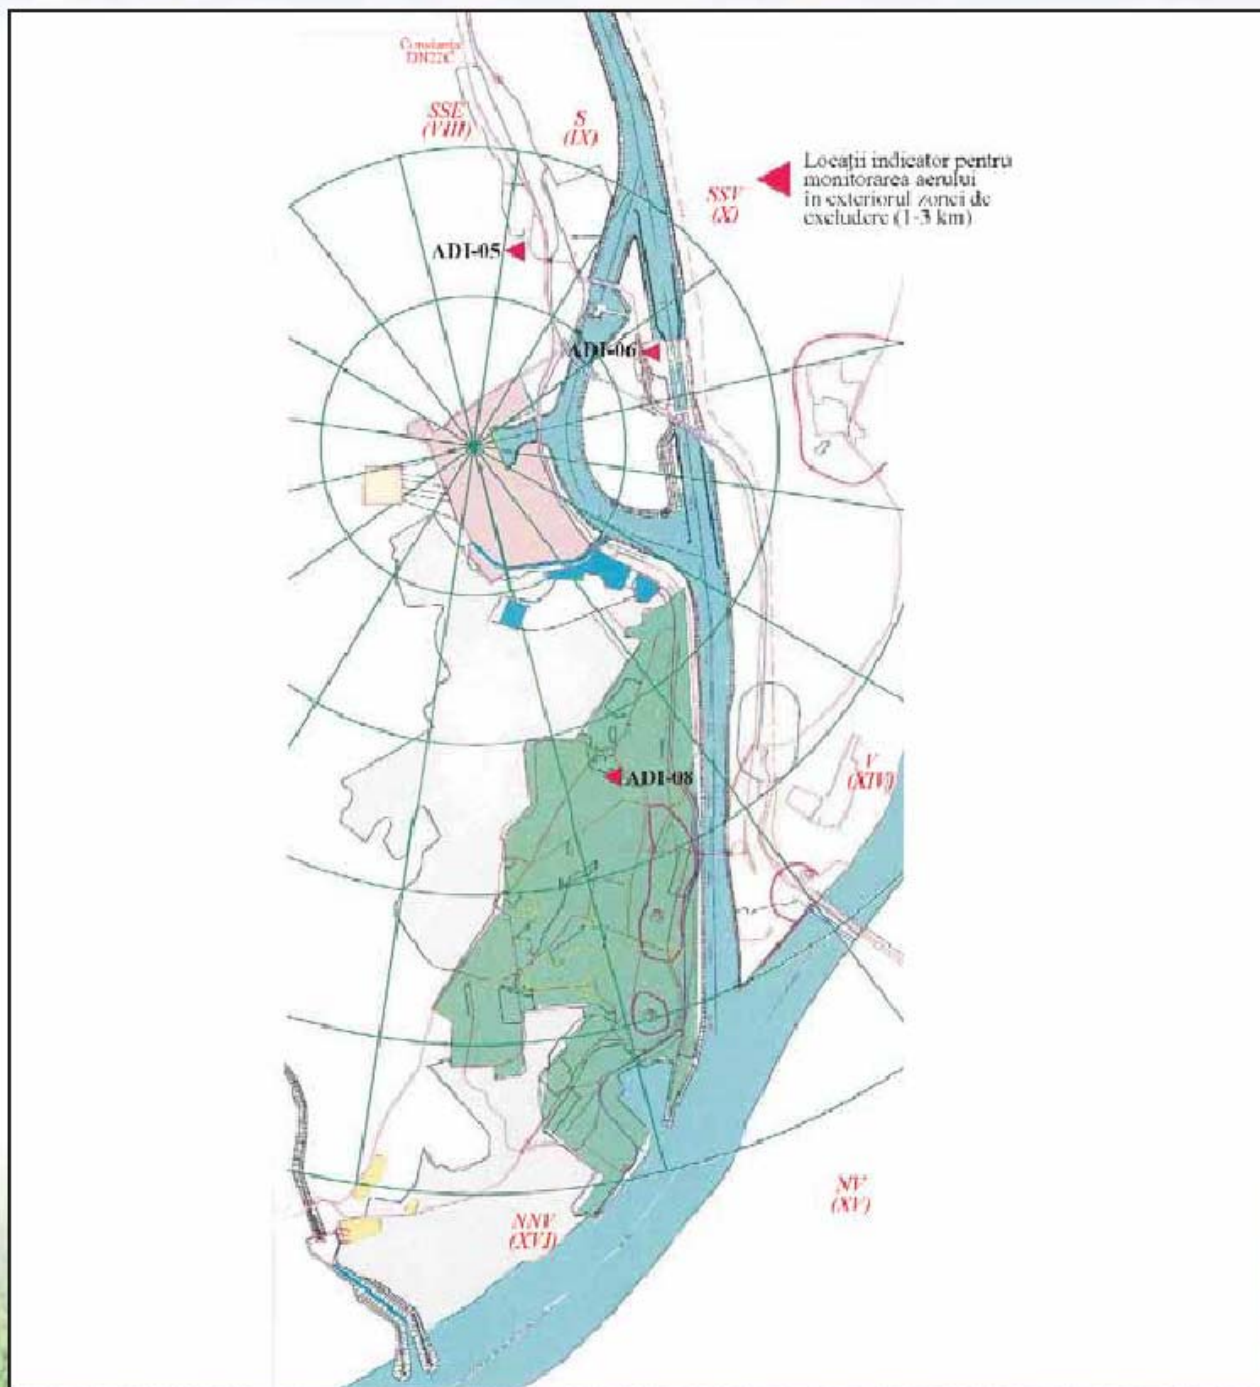 Constanța
SSE
(VIII)
S
(IX)
SSV
(X)
Locații indicator pentru
monitorarea aerului
în exteriorul zonei de
excludere (1-3 km)
ADI-05
ADI-06
ADI-08
V
(XIV)
NV
(XV)
NNV
(XVI)